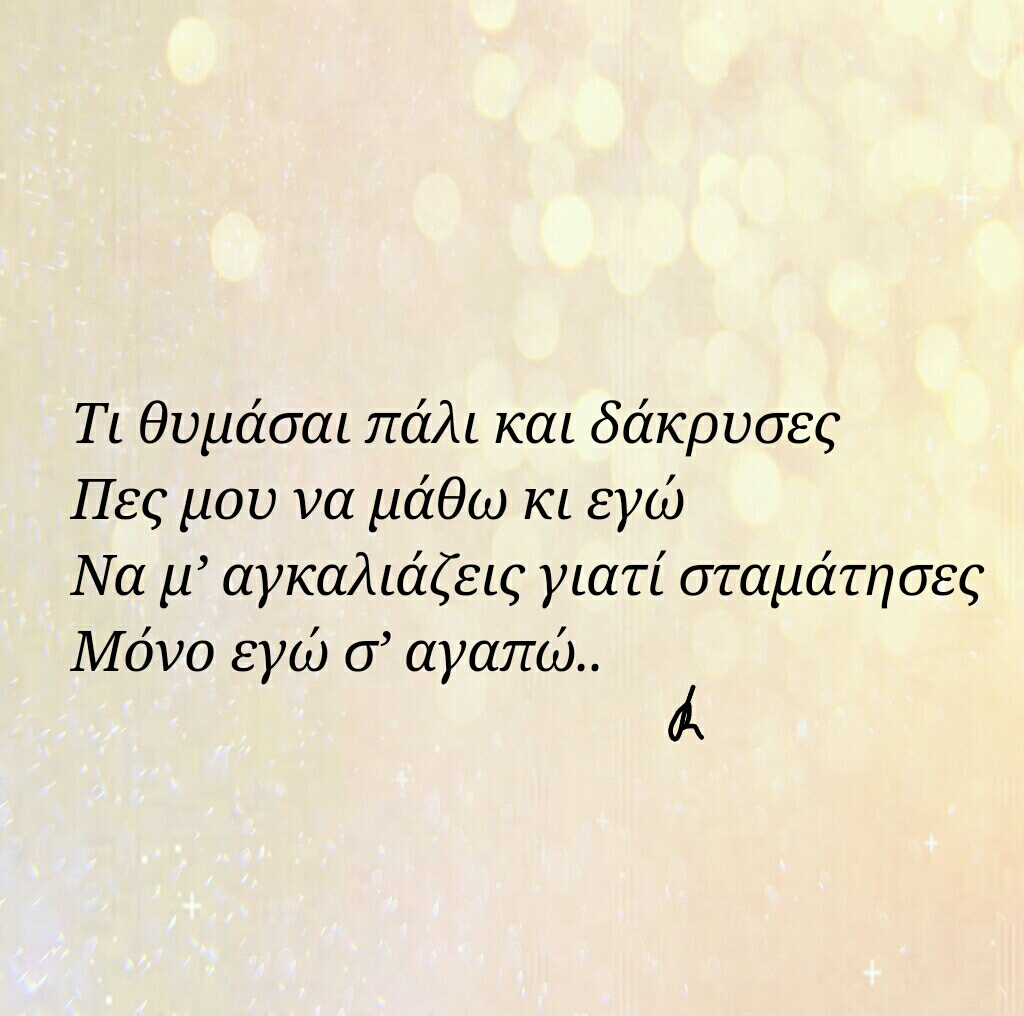 Τι θυμάσαι πάλι και δάκρυσες
Πες μου να μάθω κι εγώ
Να μ’ αγκαλιάζεις γιατί σταμάτησες
Μόνο εγώ σ’ αγαπώ..